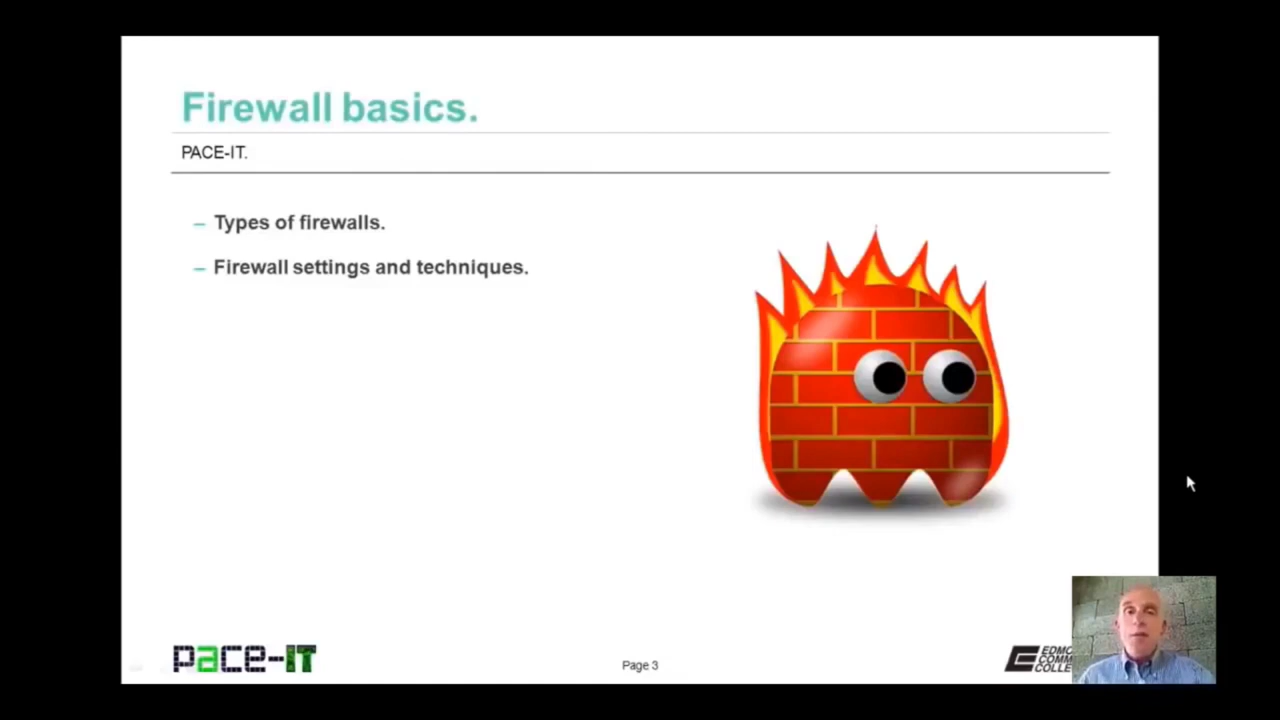 Firewall basics.
PACE-IT.
– Types of firewalls.
– Firewall settings and techniques.
pace-IT
Page 3